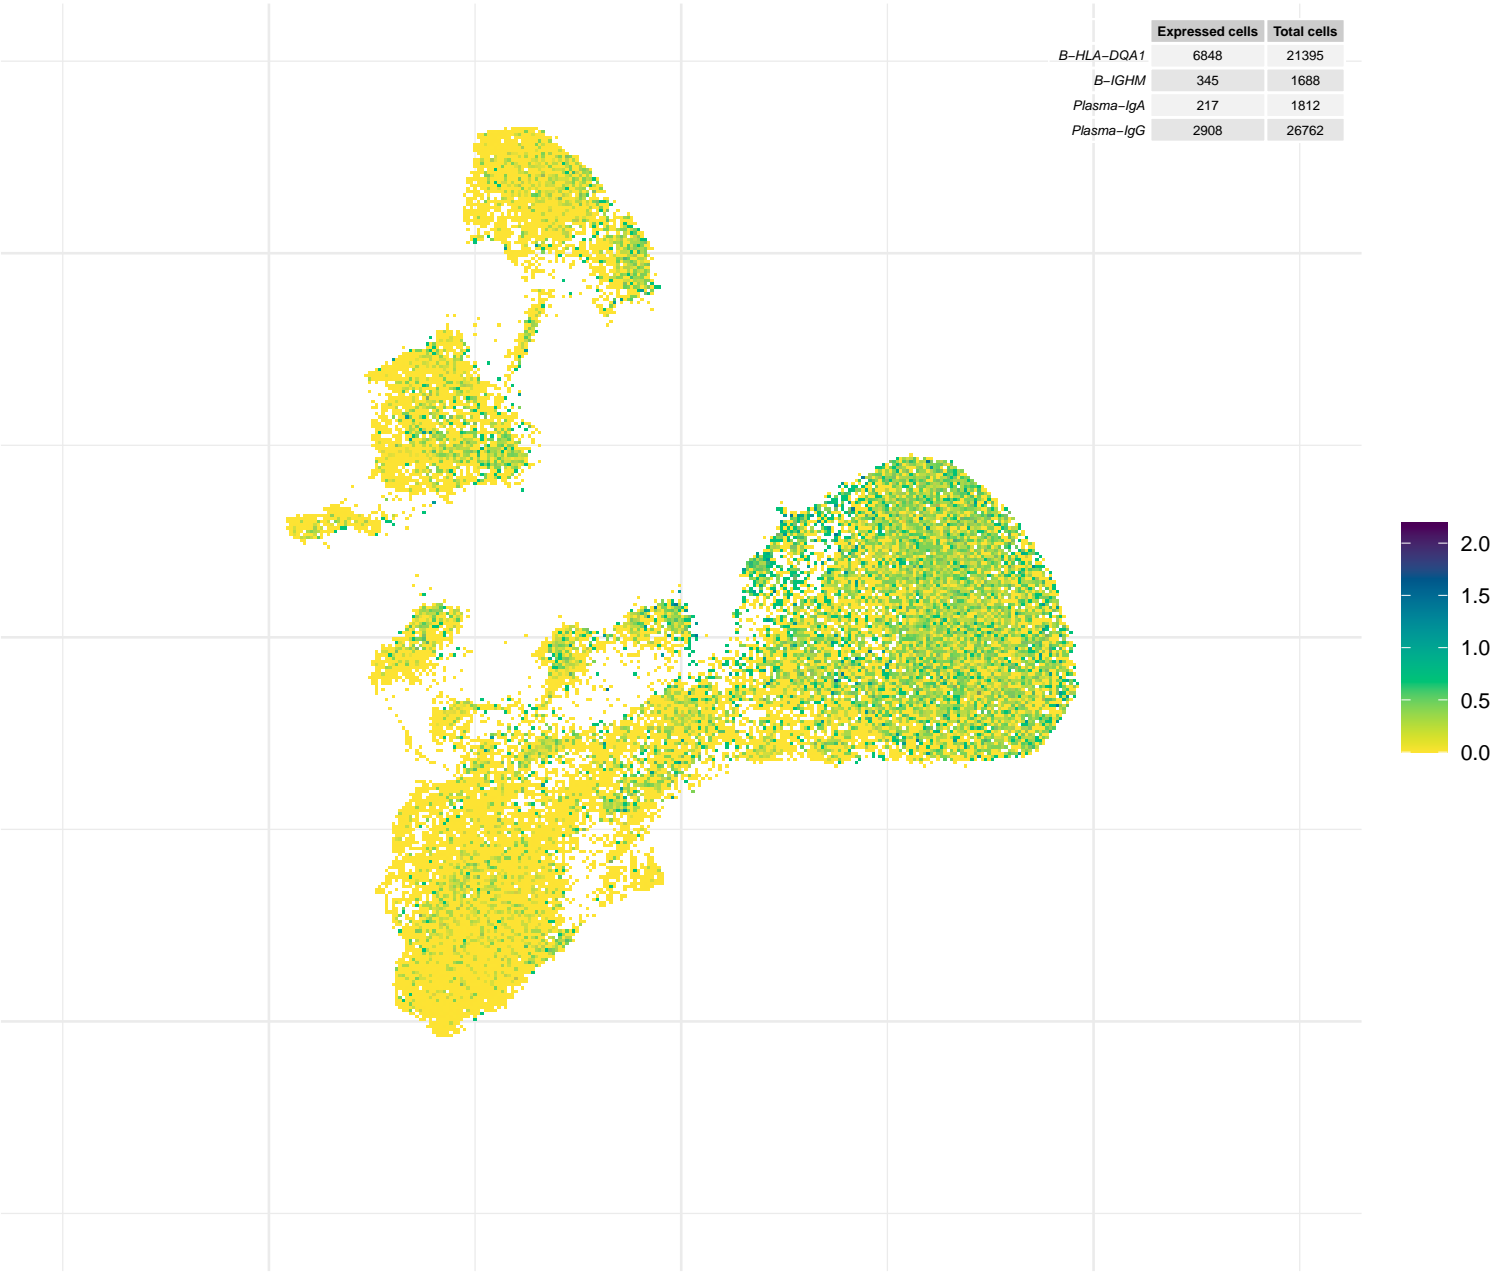 Expressed cells Total cells
B−HLA−DQA1 6848 21395
B−IGHM 345 1688
Plasma−IgA 217 1812
Plasma−IgG 2908 26762
2.0
1.5
1.0
0.5
0.0